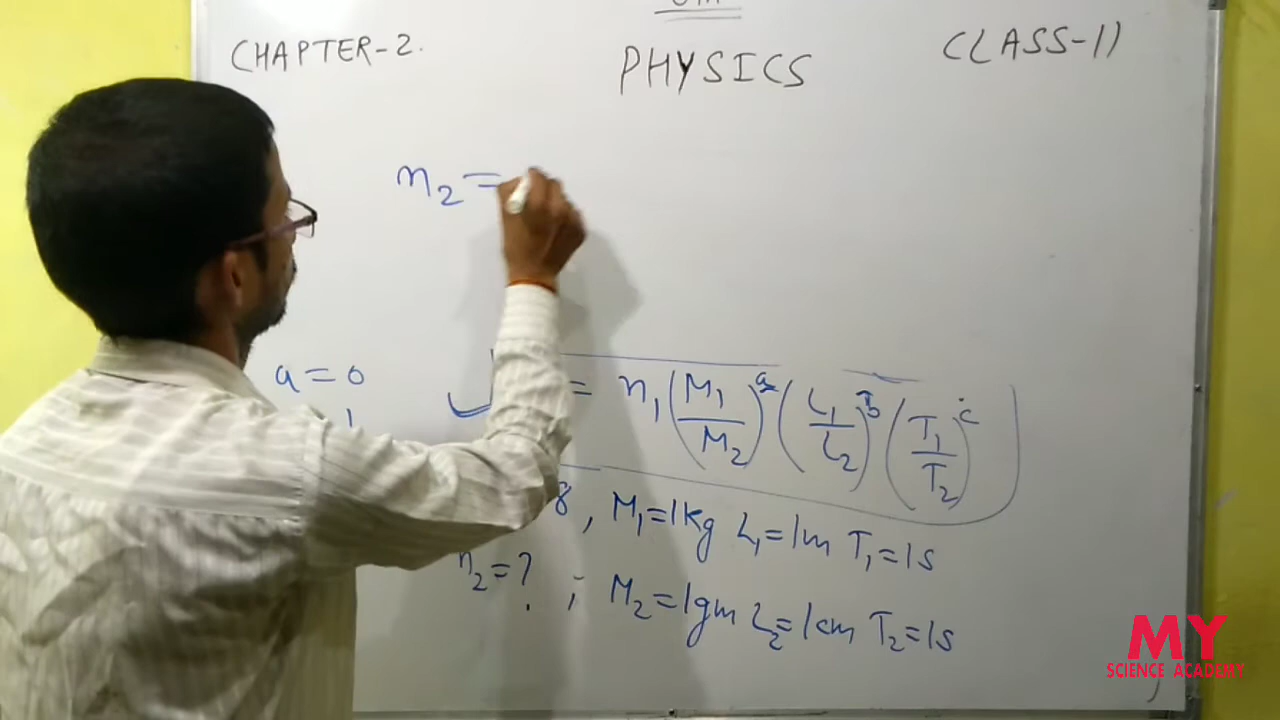 CHAPTER-2.
PHYSICS
CLASS-11
n₂ =
a = 0
1
= n₁ (M₁/M₂)ᵃ (L₁/L₂)ᵇ (T₁/T₂)ᶜ
8, M₁=1kg L₁=1m T₁=1s
n₂=? ; M₂=1gm L₂=1cm T₂=1s
MY
SCIENCE ACADEMY